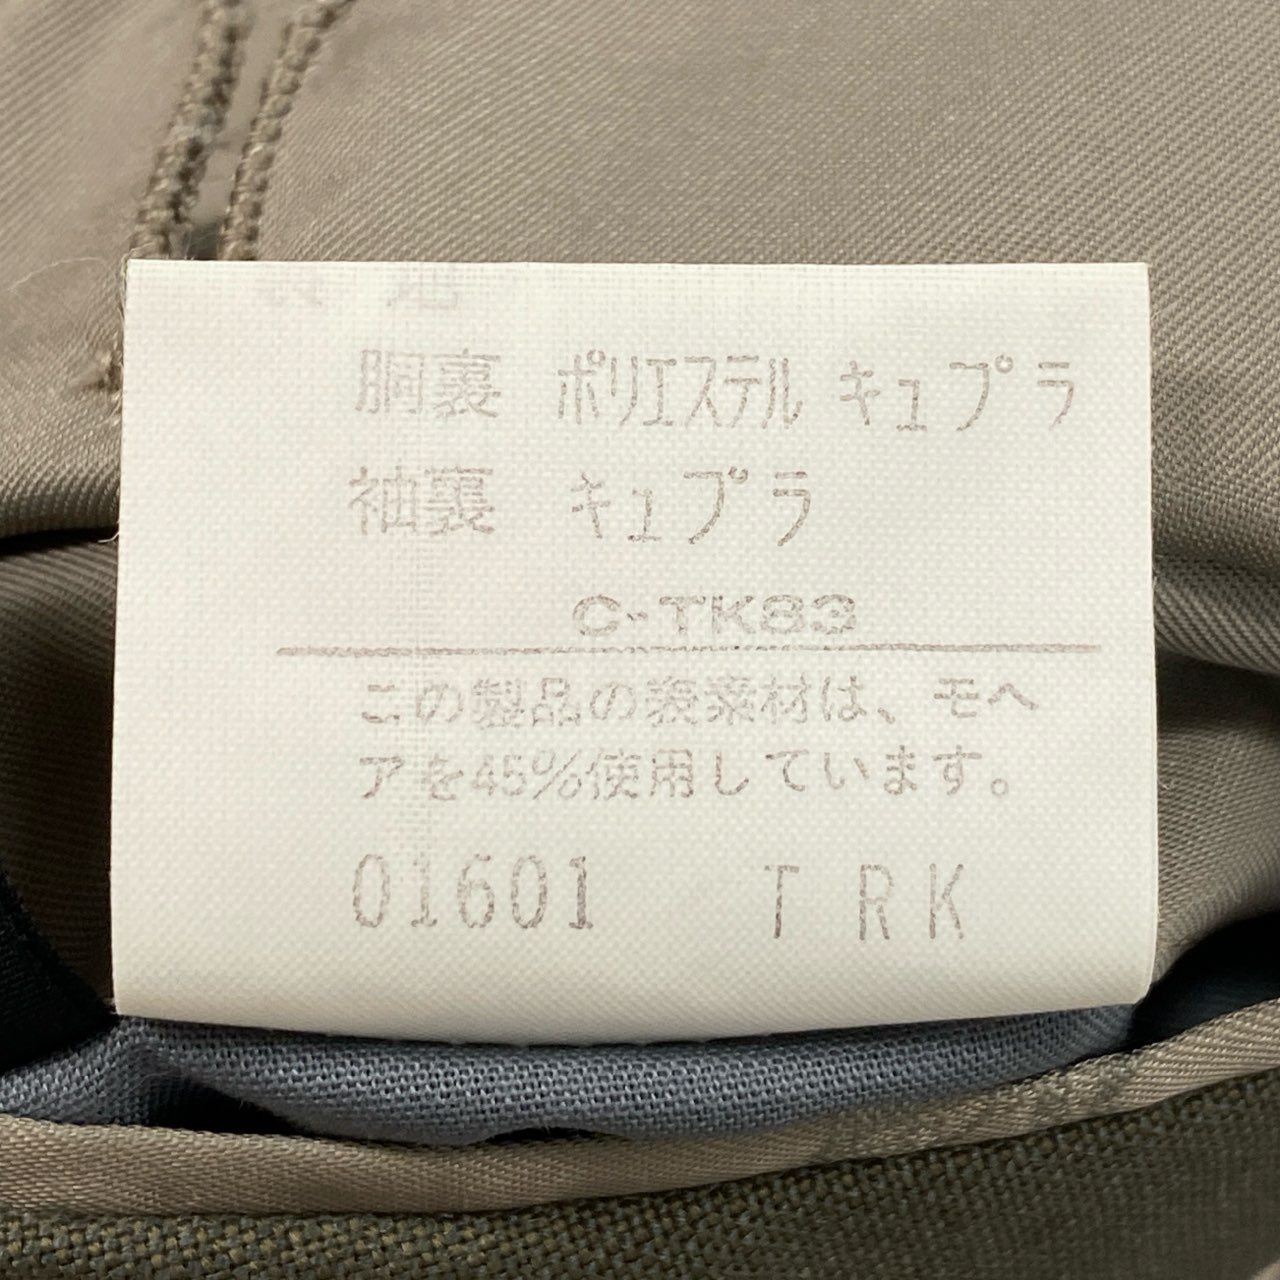 胴裏 ポリエステル キュプラ
袖裏 キュプラ
C-TK83
この製品の表素材は、モヘ
アを45%使用しています。
01601 TRK